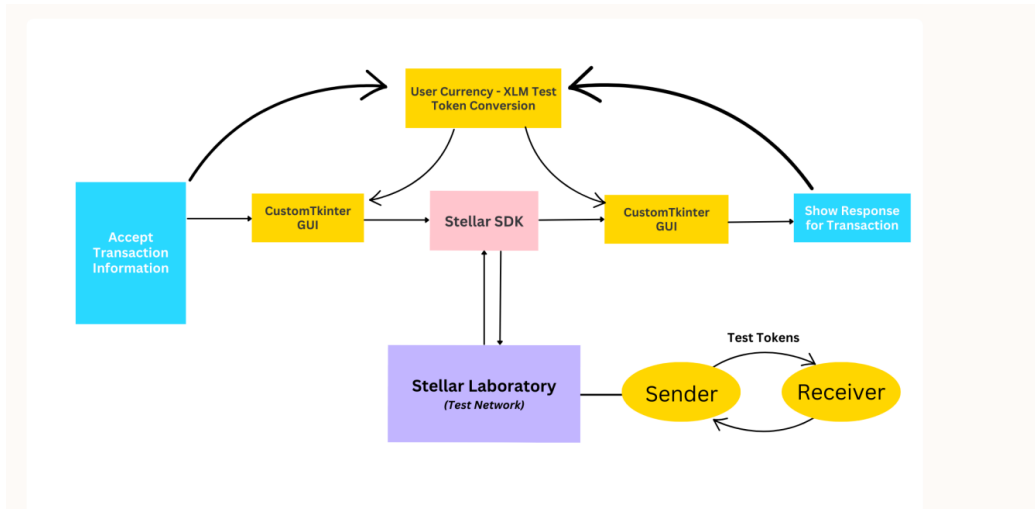 User Currency - XLM Test
Token Conversion
Accept
Transaction
Information
CustomTkinter
GUI
Stellar SDK
CustomTkinter
GUI
Show Response
for Transaction
Stellar Laboratory
(Test Network)
Test Tokens
Sender
Receiver